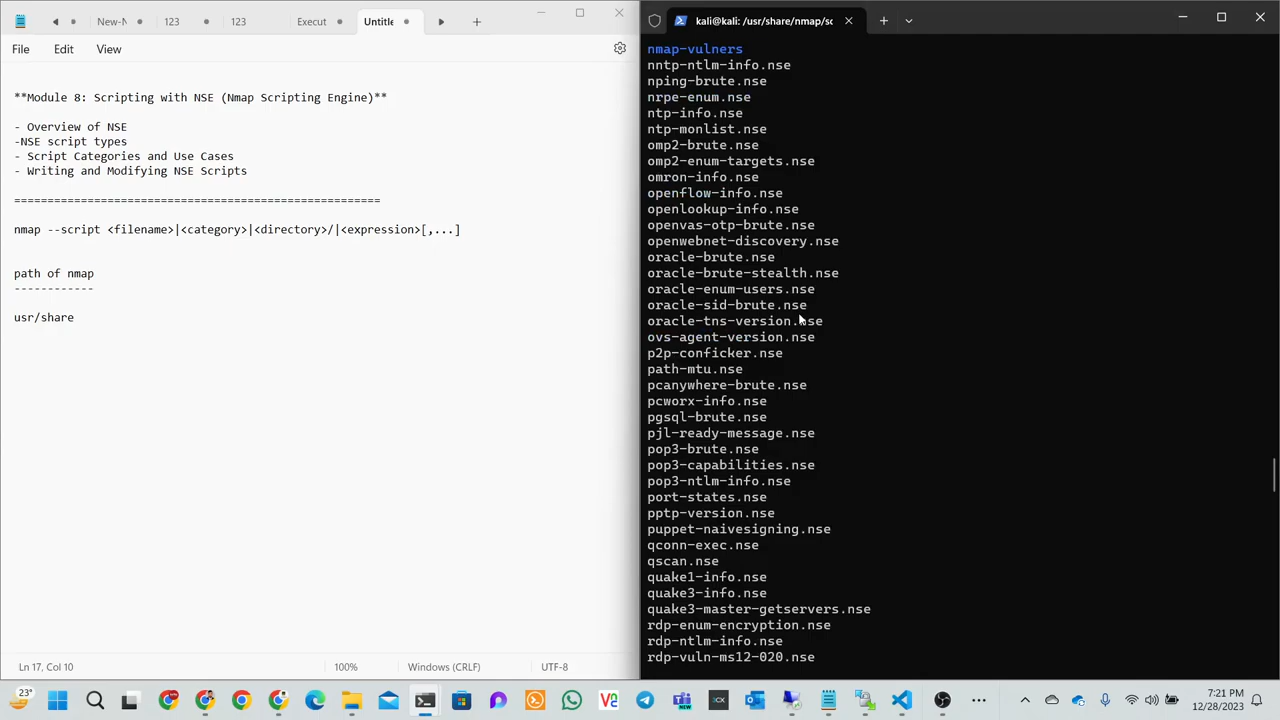 New-N
123
123
Execut
Untitle
File
Edit
View
**Module 8: Scripting with NSE (Nmap Scripting Engine)**
- Overview of NSE
-NSE script types
- Script Categories and Use Cases
- Writing and Modifying NSE Scripts
=======================================================
nmap --script <filename>|<category>|<directory>/|<expression>[,...]
path of nmap
------------
usr/share
Ln 17, Col 10
100%
Windows (CRLF)
UTF-8
kali@kali: /usr/share/nmap/sc
nmap-vulners
nntp-ntlm-info.nse
nping-brute.nse
nrpe-enum.nse
ntp-info.nse
ntp-monlist.nse
omp2-brute.nse
omp2-enum-targets.nse
omron-info.nse
openflow-info.nse
openlookup-info.nse
openvas-otp-brute.nse
openwebnet-discovery.nse
oracle-brute.nse
oracle-brute-stealth.nse
oracle-enum-users.nse
oracle-sid-brute.nse
oracle-tns-version.nse
ovs-agent-version.nse
p2p-conficker.nse
path-mtu.nse
pcanywhere-brute.nse
pcworx-info.nse
pgsql-brute.nse
pjl-ready-message.nse
pop3-brute.nse
pop3-capabilities.nse
pop3-ntlm-info.nse
port-states.nse
pptp-version.nse
puppet-naivesigning.nse
qconn-exec.nse
qscan.nse
quake1-info.nse
quake3-info.nse
quake3-master-getservers.nse
rdp-enum-encryption.nse
rdp-ntlm-info.nse
rdp-vuln-ms12-020.nse
23°
7:21 PM
12/28/2023